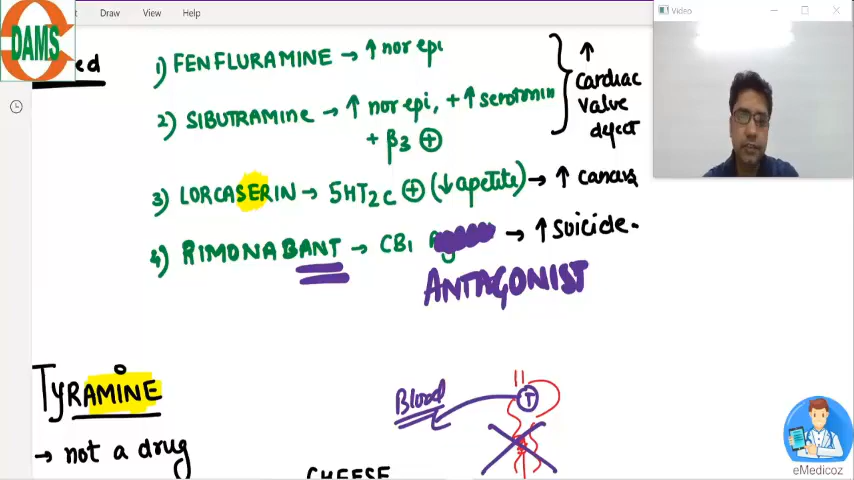 Draw View Help
Video
DAMS
ed
1) FENFLURAMINE → ↑ nor epi
2) SIBUTRAMINE → ↑ nor epi, + ↑ serotonin
+ β3 ⊕
↑
Cardiac
Valve
defect
3) LORCASERIN → 5HT2C ⊕ (↓ apetite) → ↑ cancers
4) RIMONABANT → CB1 → ↑ Suicide.
ANTAGONIST
TYRAMINE
→ not a drug
Blood
T
CHEESE
eMedicoz